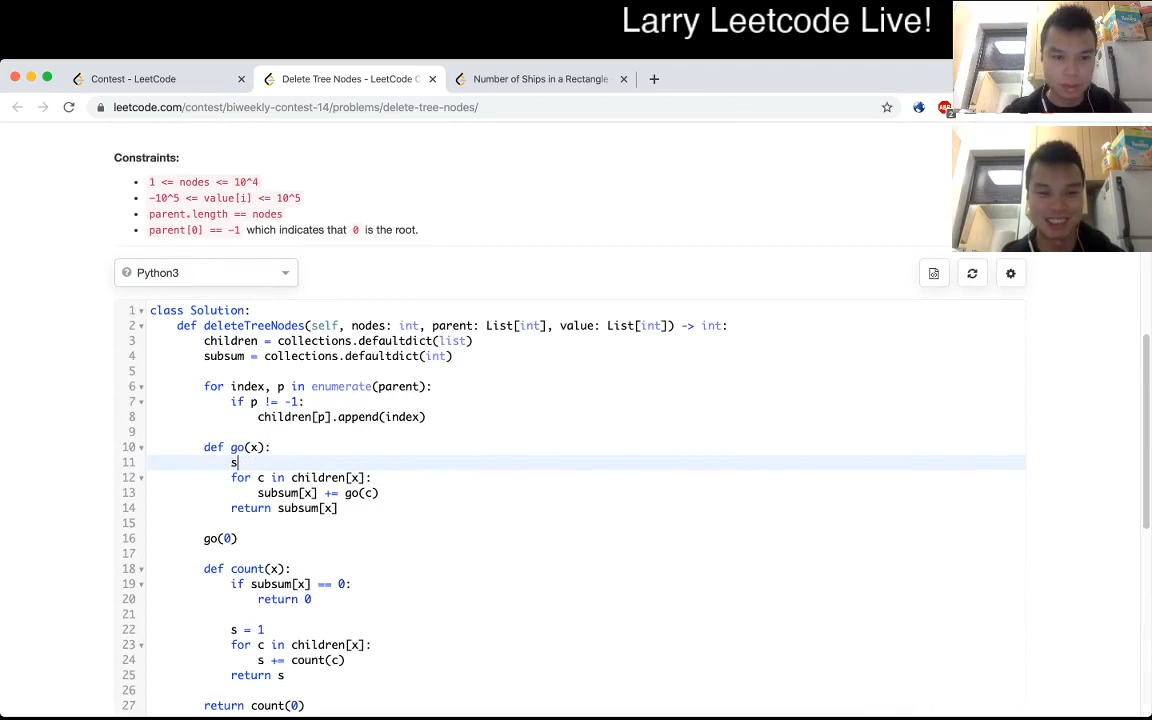 Larry Leetcode Live!
Contest - LeetCode
Delete Tree Nodes - LeetCode C
Number of Ships in a Rectangle
leetcode.com/contest/biweekly-contest-14/problems/delete-tree-nodes/
Constraints:
1 <= nodes <= 10^4
-10^5 <= value[i] <= 10^5
parent.length == nodes
parent[0] == -1 which indicates that 0 is the root.
Python3
1 class Solution:
2 def deleteTreeNodes(self, nodes: int, parent: List[int], value: List[int]) -> int:
3 children = collections.defaultdict(list)
4 subsum = collections.defaultdict(int)
5
6 for index, p in enumerate(parent):
7 if p != -1:
8 children[p].append(index)
9
10 def go(x):
11 s
12 for c in children[x]:
13 subsum[x] += go(c)
14 return subsum[x]
15
16 go(0)
17
18 def count(x):
19 if subsum[x] == 0:
20 return 0
21
22 s = 1
23 for c in children[x]:
24 s += count(c)
25 return s
26
27 return count(0)